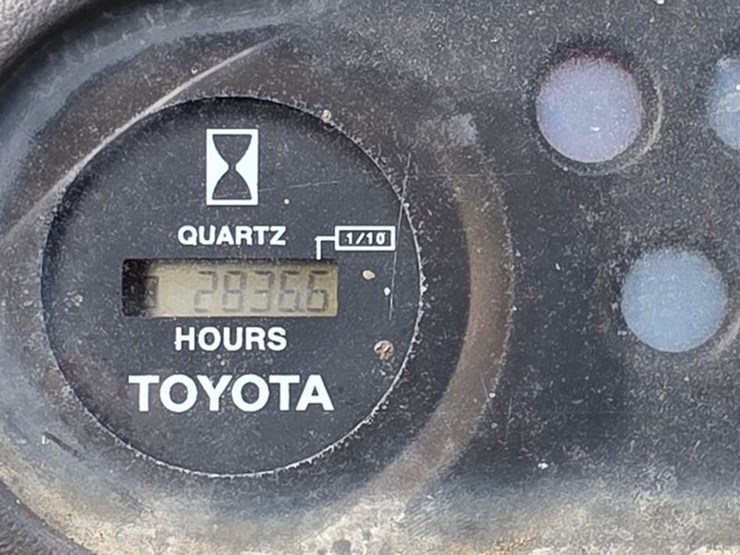 QUARTZ
1/10
28366
HOURS
TOYOTA